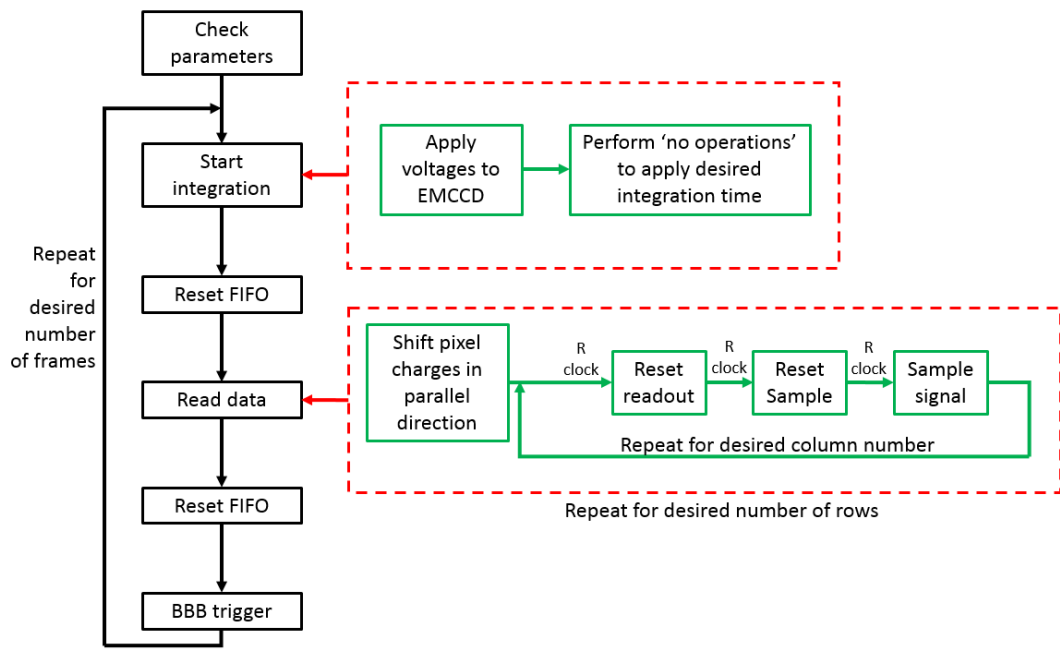 Check
parameters
Start
integration
Reset FIFO
Read data
Reset FIFO
BBB trigger
Repeat
for
desired
number
of frames
Apply
voltages to
EMCCD
Perform ‘no operations’
to apply desired
integration time
Shift pixel
charges in
parallel
direction
R
clock
Reset
readout
R
clock
Reset
Sample
R
clock
Sample
signal
Repeat for desired column number
Repeat for desired number of rows